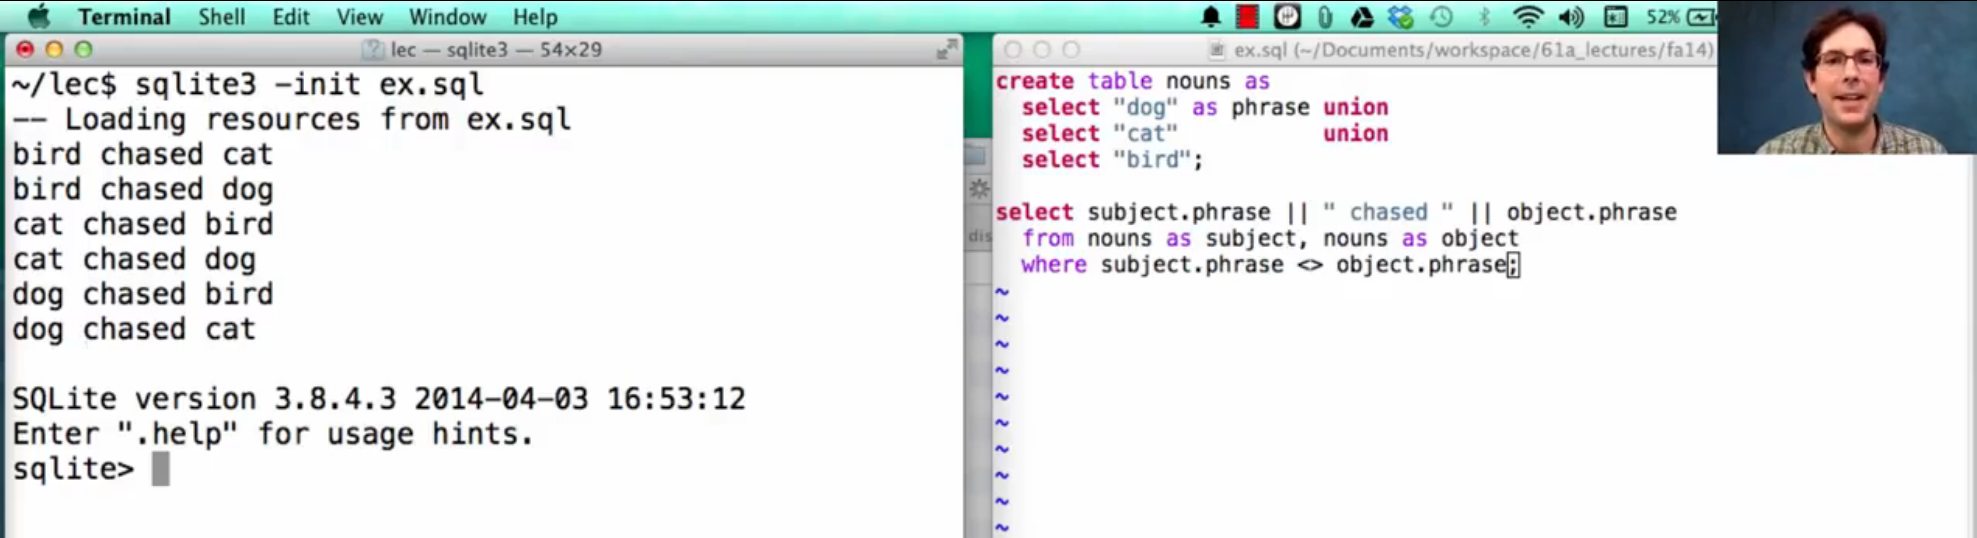 Terminal Shell Edit View Window Help 52%
lec — sqlite3 — 54×29
~/lec$ sqlite3 -init ex.sql
-- Loading resources from ex.sql
bird chased cat
bird chased dog
cat chased bird
cat chased dog
dog chased bird
dog chased cat
SQLite version 3.8.4.3 2014-04-03 16:53:12
Enter ".help" for usage hints.
sqlite>
dis
ex.sql (~/Documents/workspace/61a_lectures/fa14)
create table nouns as
select "dog" as phrase union
select "cat" union
select "bird";
select subject.phrase || " chased " || object.phrase
from nouns as subject, nouns as object
where subject.phrase <> object.phrase;
~
~
~
~
~
~
~
~
~
~